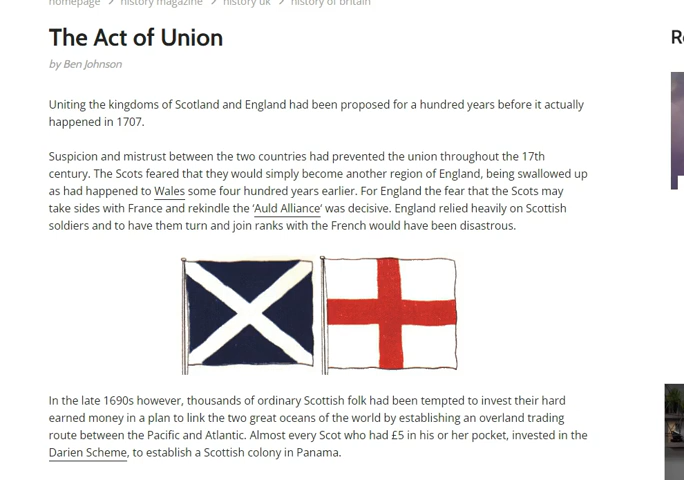 homepage > history magazine > history uk > history of britain
The Act of Union
R
by Ben Johnson
Uniting the kingdoms of Scotland and England had been proposed for a hundred years before it actually
happened in 1707.
Suspicion and mistrust between the two countries had prevented the union throughout the 17th
century. The Scots feared that they would simply become another region of England, being swallowed up
as had happened to Wales some four hundred years earlier. For England the fear that the Scots may
take sides with France and rekindle the ‘Auld Alliance’ was decisive. England relied heavily on Scottish
soldiers and to have them turn and join ranks with the French would have been disastrous.
In the late 1690s however, thousands of ordinary Scottish folk had been tempted to invest their hard
earned money in a plan to link the two great oceans of the world by establishing an overland trading
route between the Pacific and Atlantic. Almost every Scot who had £5 in his or her pocket, invested in the
Darien Scheme, to establish a Scottish colony in Panama.